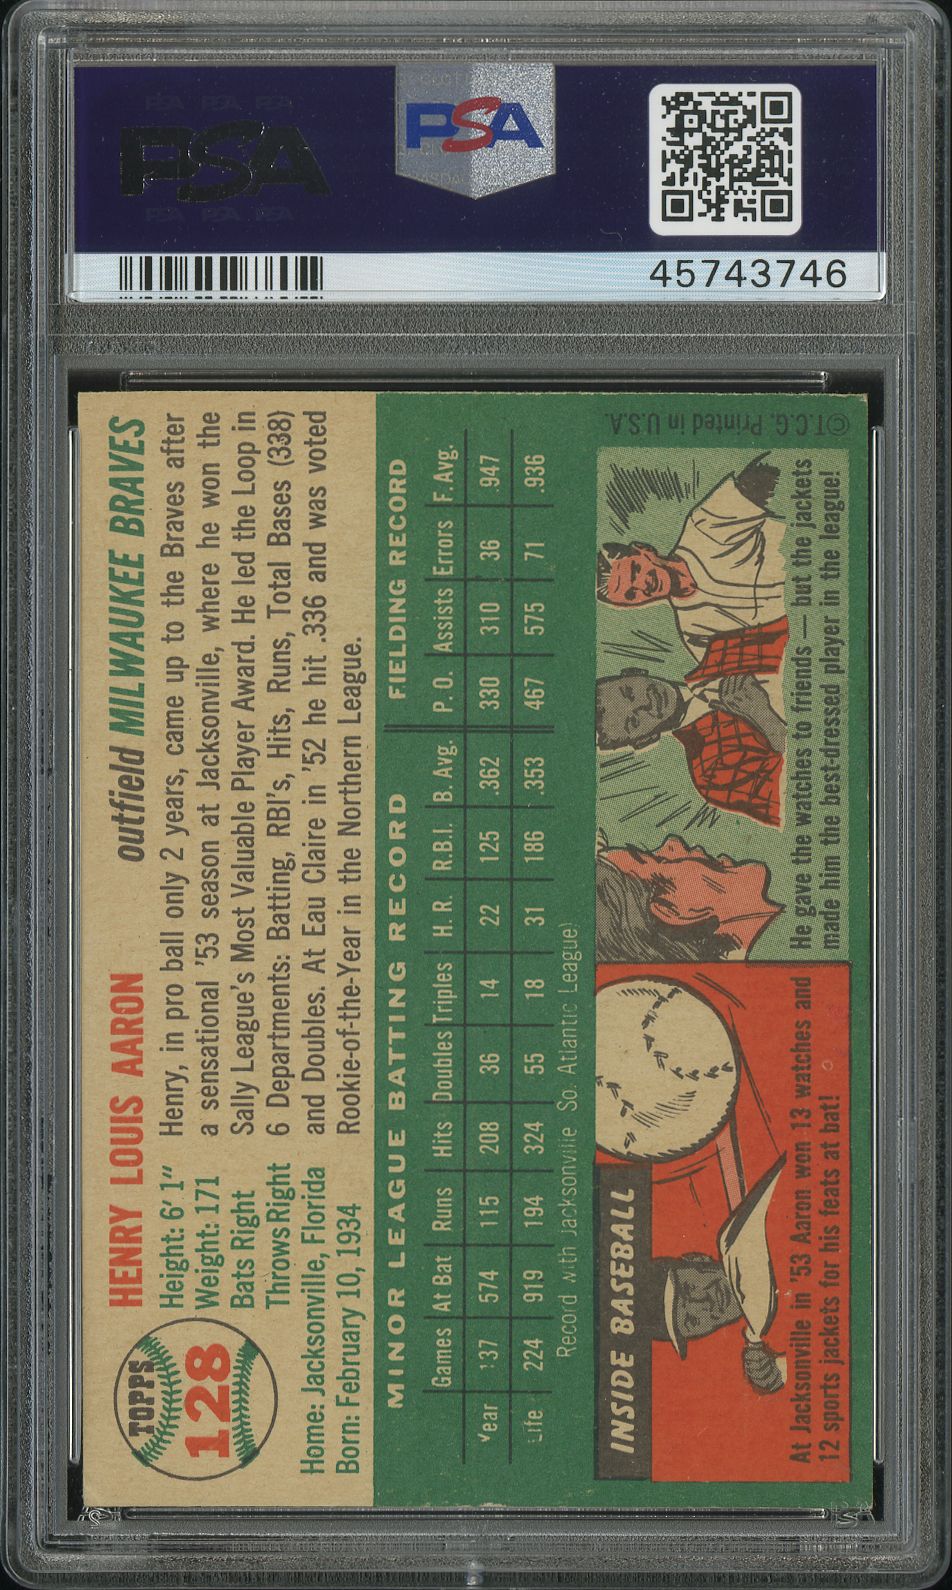 PSA PSA PSA
PSA
PSA PSA PSA
PSA
45743746
TOPPS
128
HENRY LOUIS AARON
outfield MILWAUKEE BRAVES
Height: 6' 1"
Weight: 171
Bats Right
Throws Right
Home: Jacksonville, Florida
Born: February 10, 1934
Henry, in pro ball only 2 years, came up to the Braves after
a sensational '53 season at Jacksonville, where he won the
Sally League's Most Valuable Player Award. He led the Loop in
6 Departments: Batting, RBI's, Hits, Runs, Total Bases (338)
and Doubles. At Eau Claire in '52 he hit .336 and was voted
Rookie-of-the-Year in the Northern League.
MINOR LEAGUE BATTING RECORD FIELDING RECORD
Games At Bat Runs Hits Doubles Triples H. R. R.B.I. B. Avg. P. O. Assists Errors F. Avg.
Year 137 574 115 208 36 14 22 125 .362 330 310 36 .947
Life 224 919 194 324 55 18 31 186 .353 467 575 71 .936
Record with Jacksonville So. Atlantic League!
INSIDE BASEBALL
At Jacksonville in '53 Aaron won 13 watches and
12 sports jackets for his feats at bat!
He gave the watches to friends — but the jackets
made him the best-dressed player in the league!
©T.C.G. Printed in U.S.A.